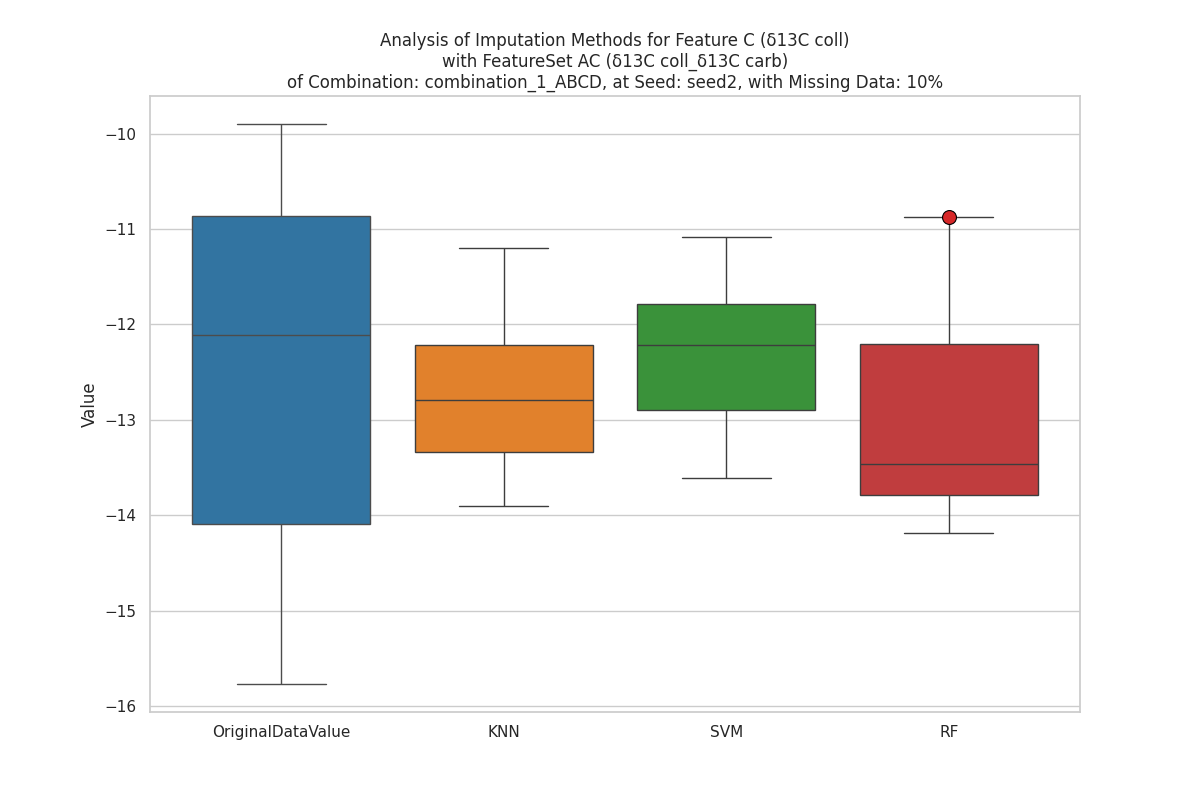 Analysis of Imputation Methods for Feature C (δ13C coll)
with FeatureSet AC (δ13C coll_δ13C carb)
of Combination: combination_1_ABCD, at Seed: seed2, with Missing Data: 10%
Value
−10
−11
−12
−13
−14
−15
−16
OriginalDataValue
KNN
SVM
RF